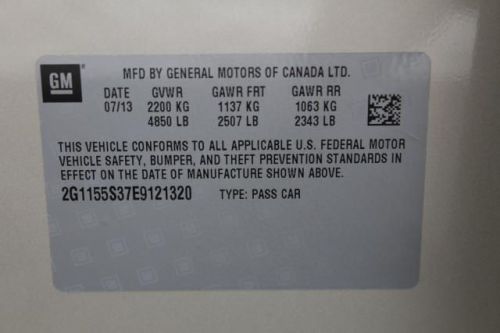 GM
MFD BY GENERAL MOTORS OF CANADA LTD.
DATE GVWR GAWR FRT GAWR RR
07/13 2200 KG 1137 KG 1063 KG
4850 LB 2507 LB 2343 LB
THIS VEHICLE CONFORMS TO ALL APPLICABLE U.S. FEDERAL MOTOR
VEHICLE SAFETY, BUMPER, AND THEFT PREVENTION STANDARDS IN
EFFECT ON THE DATE OF MANUFACTURE SHOWN ABOVE.
2G1155S37E9121320 TYPE: PASS CAR